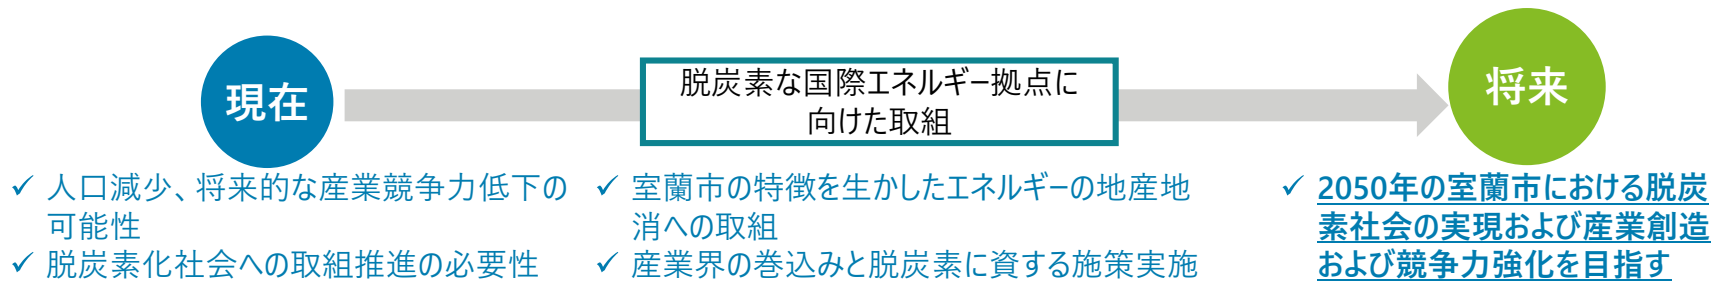 現在
脱炭素な国際エネルギー拠点に
向けた取組
将来
✓ 人口減少、将来的な産業競争力低下の
可能性
✓ 脱炭素化社会への取組推進の必要性
✓ 室蘭市の特徴を生かしたエネルギーの地産地
消への取組
✓ 産業界の巻込みと脱炭素に資する施策実施
✓ 2050年の室蘭市における脱炭
素社会の実現および産業創造
および競争力強化を目指す